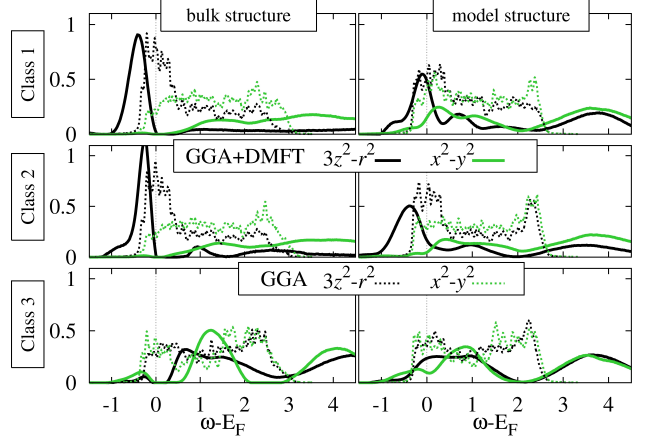 bulk structure model structure
Class 1
1
0.5
0
GGA+DMFT 3z²-r² x²-y²
Class 2
1
0.5
0
GGA 3z²-r² x²-y²
Class 3
1
0.5
0
-1 0 1 2 3 4 -1 0 1 2 3 4
ω-E_F ω-E_F